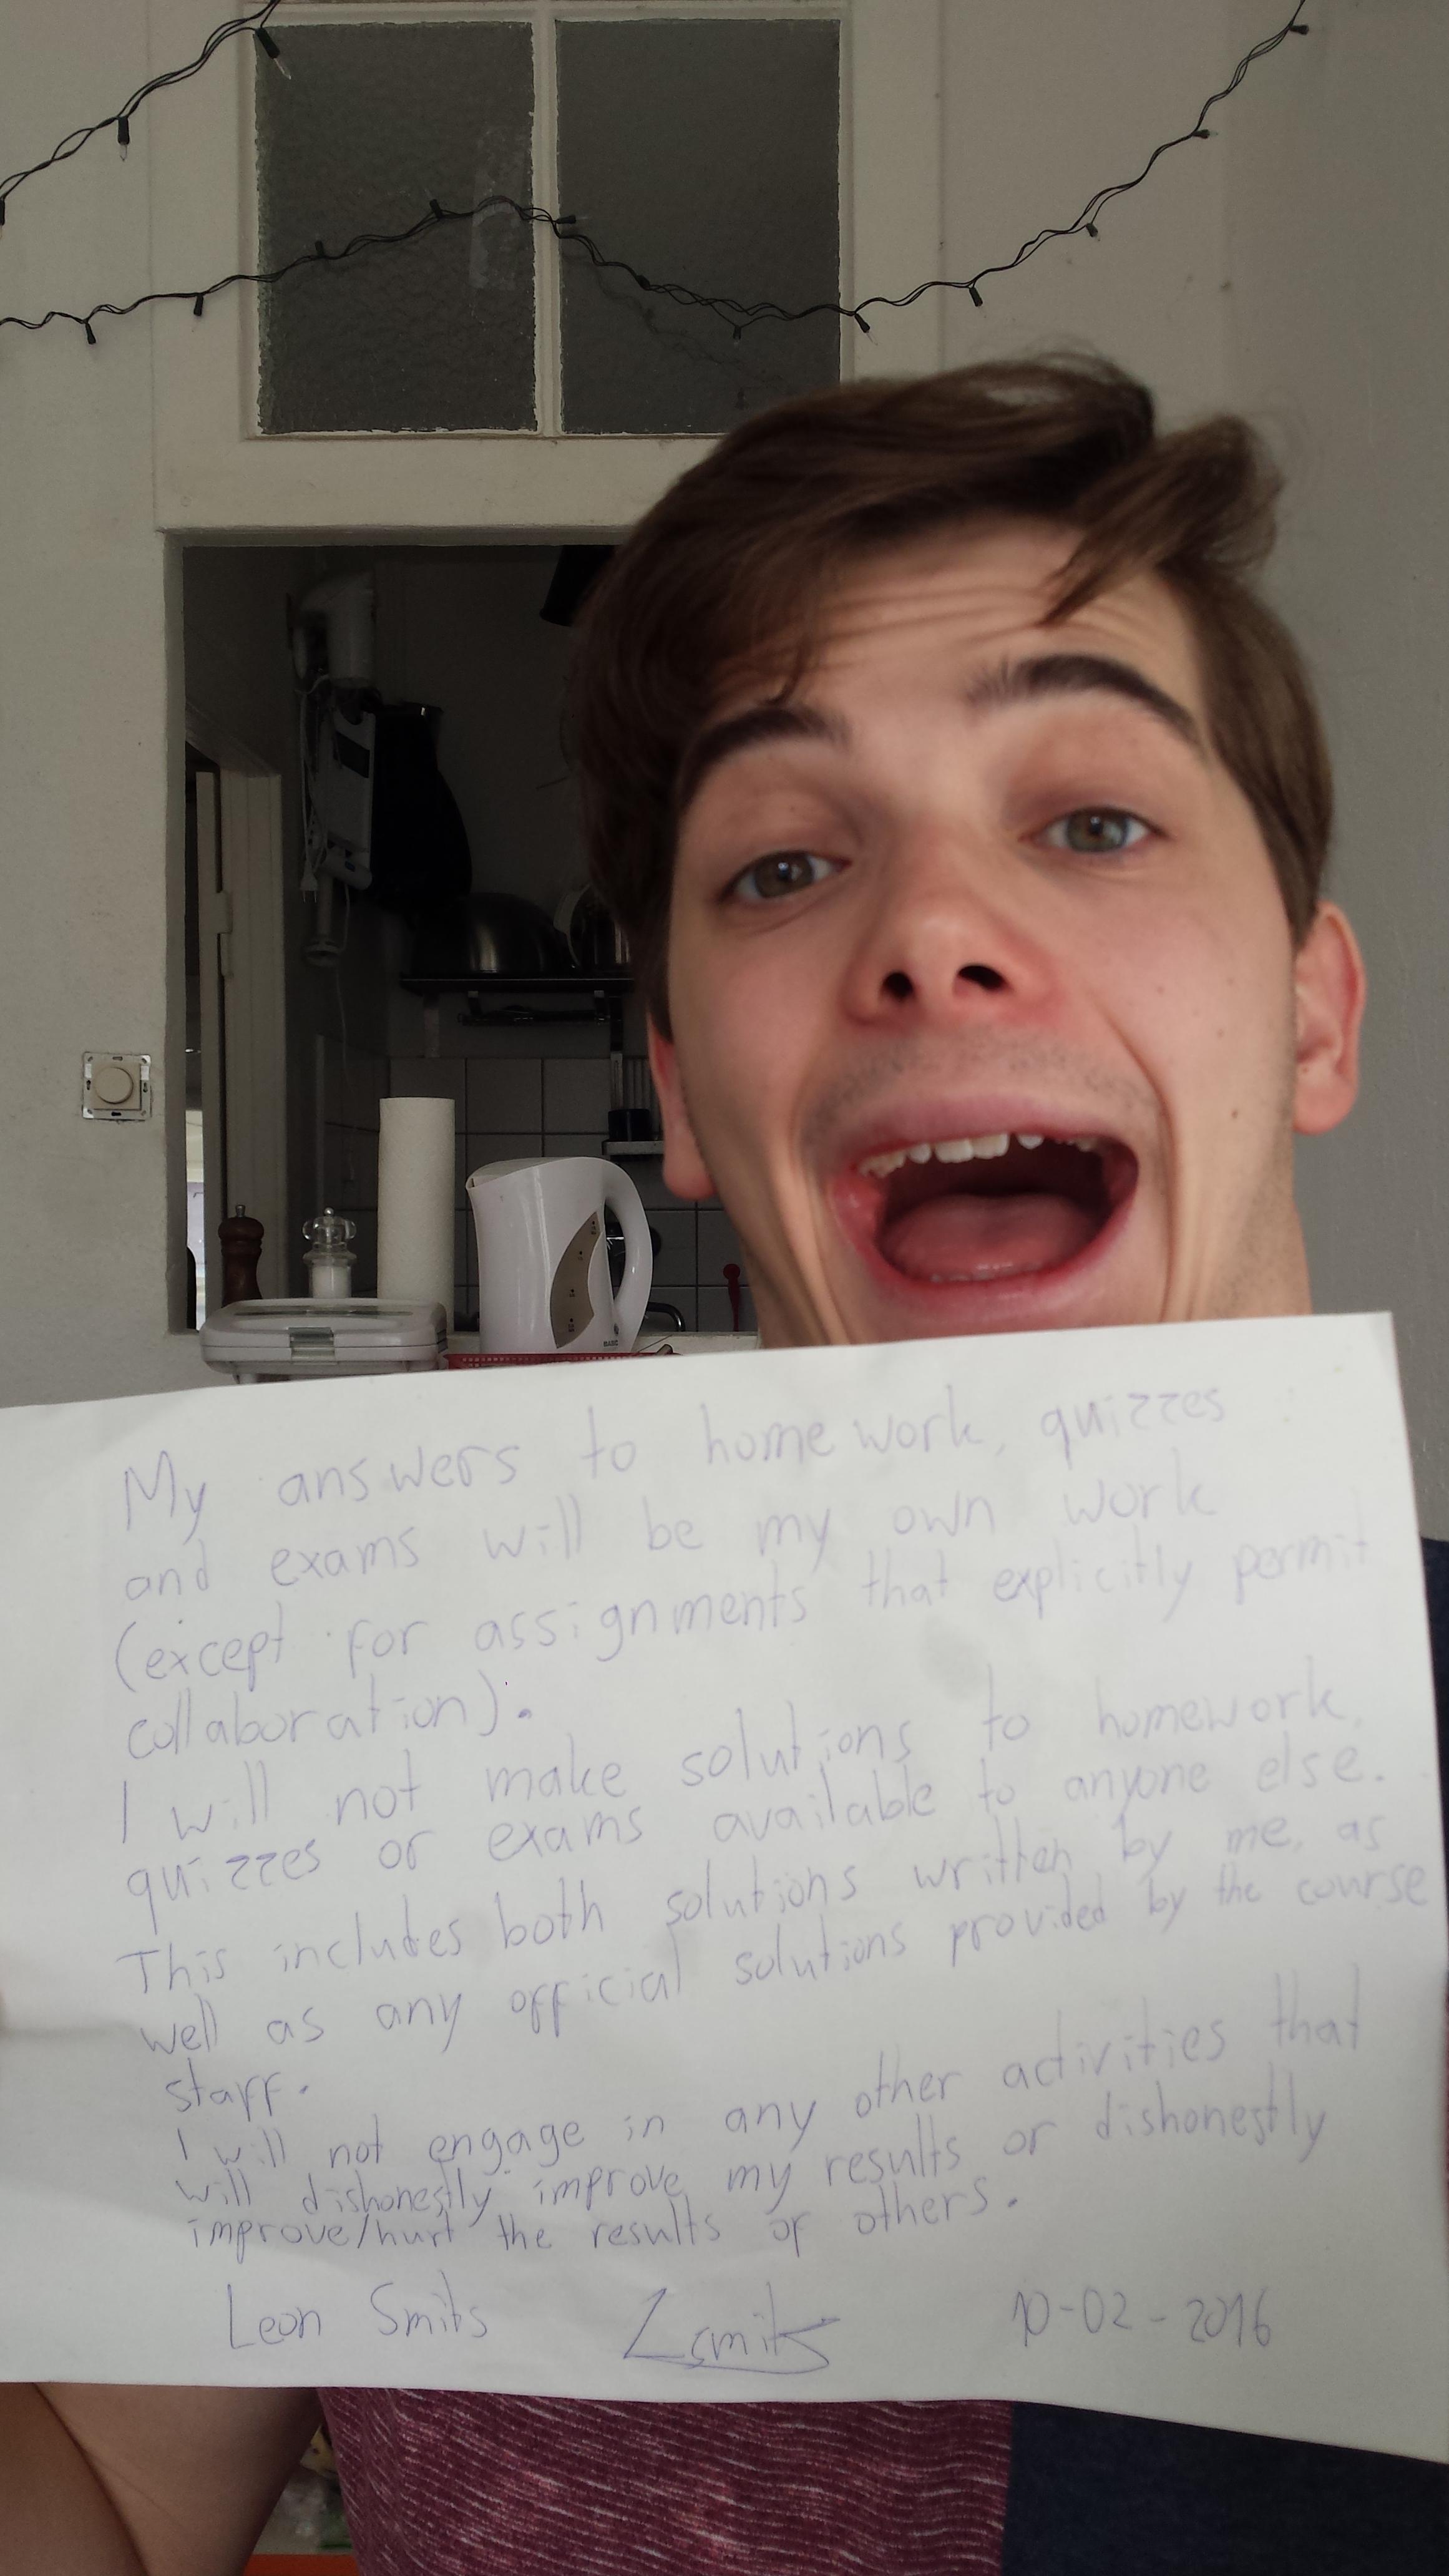 My answers to homework, quizzes
and exams will be my own work
(except for assignments that explicitly permit
collaboration).
I will not make solutions to homework,
quizzes or exams available to anyone else.
This includes both solutions written by me, as
well as any official solutions provided by the course
staff.
I will not engage in any other activities that
will dishonestly improve my results or dishonestly
improve/hurt the results of others.
Leon Smits LSmits 10-02-2016